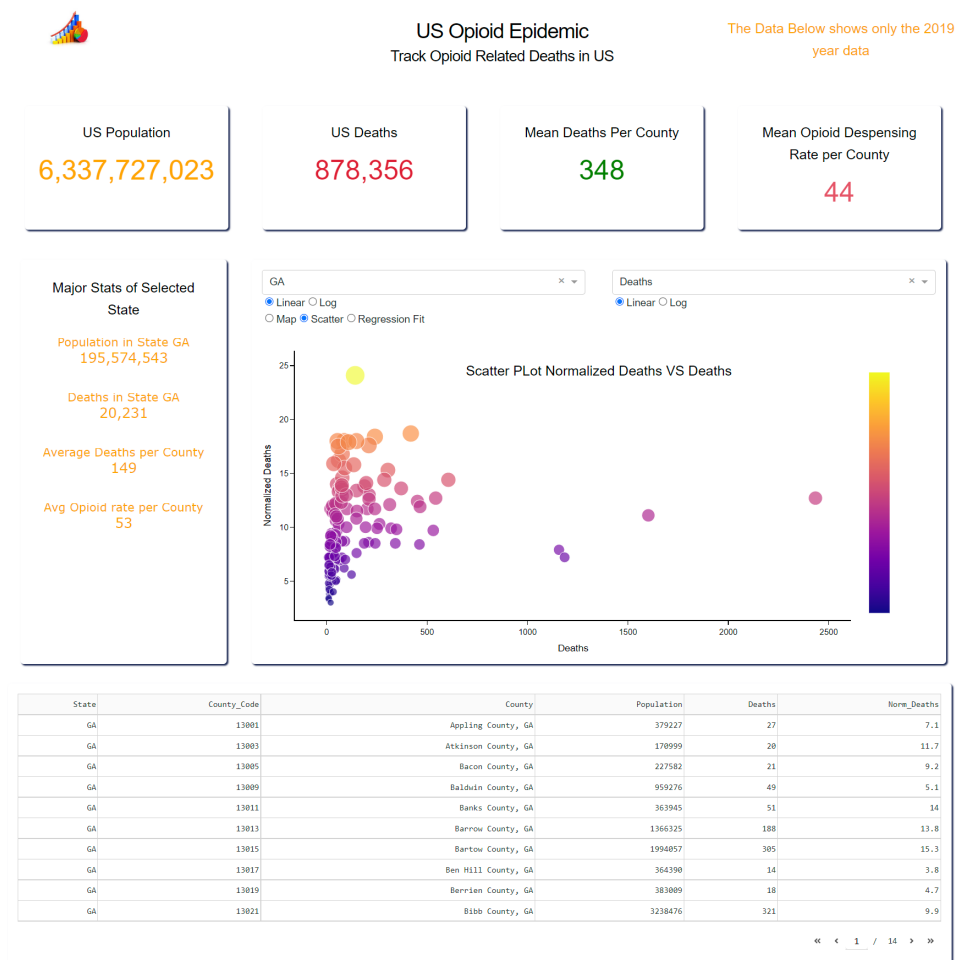 US Opioid Epidemic
Track Opioid Related Deaths in US
The Data Below shows only the 2019
year data
US Population
6,337,727,023
US Deaths
878,356
Mean Deaths Per County
348
Mean Opioid Despensing
Rate per County
44
Major Stats of Selected
State
Population in State GA
195,574,543
Deaths in State GA
20,231
Average Deaths per County
149
Avg Opioid rate per County
53
GA × 
Linear Log
Map Scatter Regression Fit
Deaths ×
Linear Log
Scatter PLot Normalized Deaths VS Deaths
Normalized Deaths
25
20
15
10
5
0 500 1000 1500 2000 2500
Deaths
State County_Code County Population Deaths Norm_Deaths
GA 13001 Appling County, GA 379227 27 7.1
GA 13003 Atkinson County, GA 170999 20 11.7
GA 13005 Bacon County, GA 227582 21 9.2
GA 13009 Baldwin County, GA 959276 49 5.1
GA 13011 Banks County, GA 363945 51 14
GA 13013 Barrow County, GA 1366325 188 13.8
GA 13015 Bartow County, GA 1994057 305 15.3
GA 13017 Ben Hill County, GA 364390 14 3.8
GA 13019 Berrien County, GA 383009 18 4.7
GA 13021 Bibb County, GA 3238476 321 9.9
« ‹ 1 / 14 › »